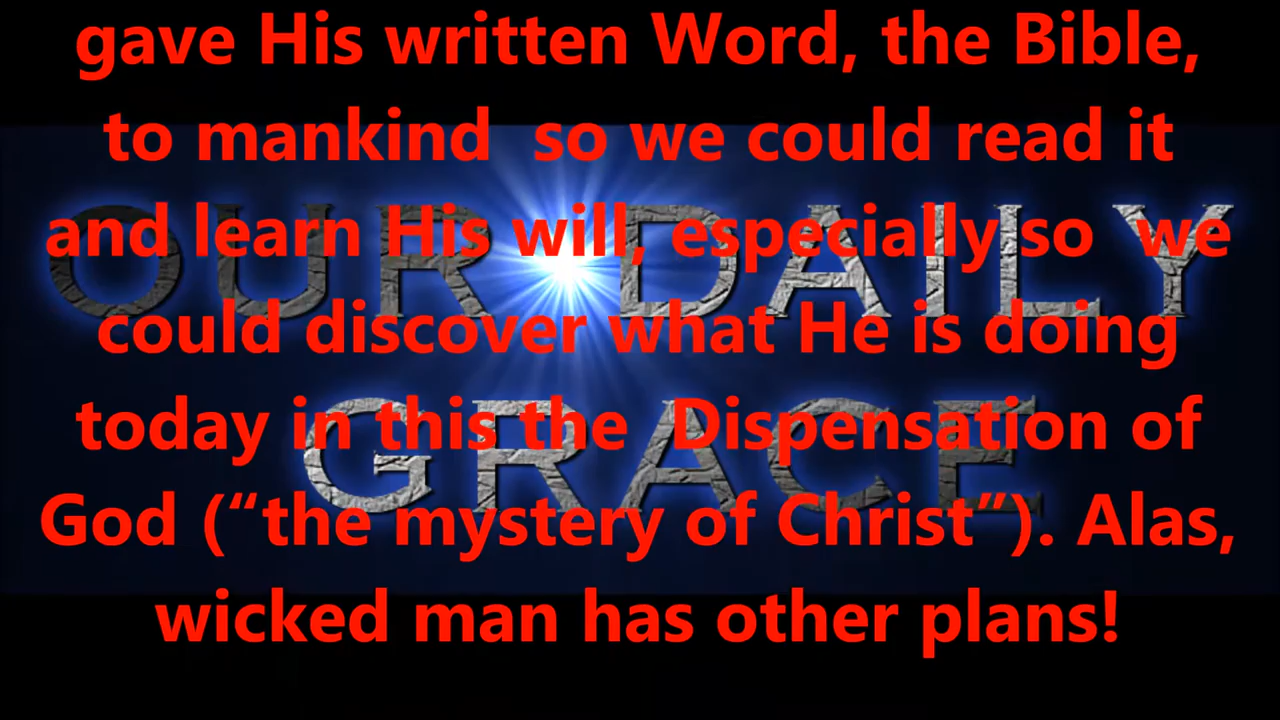 gave His written Word, the Bible,
to mankind  so we could read it
and learn His will, especially so  we
could discover what He is doing
today in this the  Dispensation of
God (“the mystery of Christ”). Alas,
wicked man has other plans!
OUR DAILY
GRACE